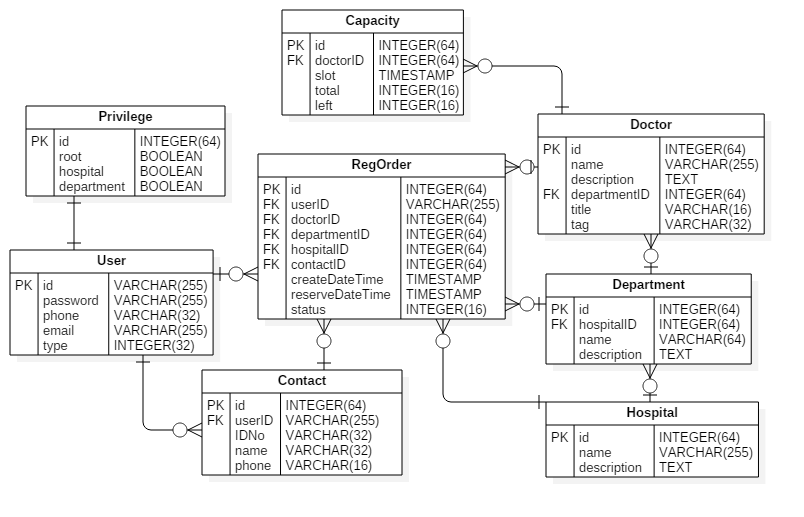 Capacity
PK id INTEGER(64)
FK doctorID INTEGER(64)
slot TIMESTAMP
total INTEGER(16)
left INTEGER(16)
Privilege
PK id INTEGER(64)
root BOOLEAN
hospital BOOLEAN
department BOOLEAN
Doctor
PK id INTEGER(64)
name VARCHAR(255)
description TEXT
FK departmentID INTEGER(64)
title VARCHAR(16)
tag VARCHAR(32)
RegOrder
PK id INTEGER(64)
FK userID VARCHAR(255)
FK doctorID INTEGER(64)
FK departmentID INTEGER(64)
FK hospitalID INTEGER(64)
FK contactID INTEGER(64)
createDateTime TIMESTAMP
reserveDateTime TIMESTAMP
status INTEGER(16)
User
PK id VARCHAR(255)
password VARCHAR(255)
phone VARCHAR(32)
email VARCHAR(255)
type INTEGER(32)
Department
PK id INTEGER(64)
FK hospitalID INTEGER(64)
name VARCHAR(64)
description TEXT
Contact
PK id INTEGER(64)
FK userID VARCHAR(255)
IDNo VARCHAR(32)
name VARCHAR(32)
phone VARCHAR(16)
Hospital
PK id INTEGER(64)
name VARCHAR(255)
description TEXT